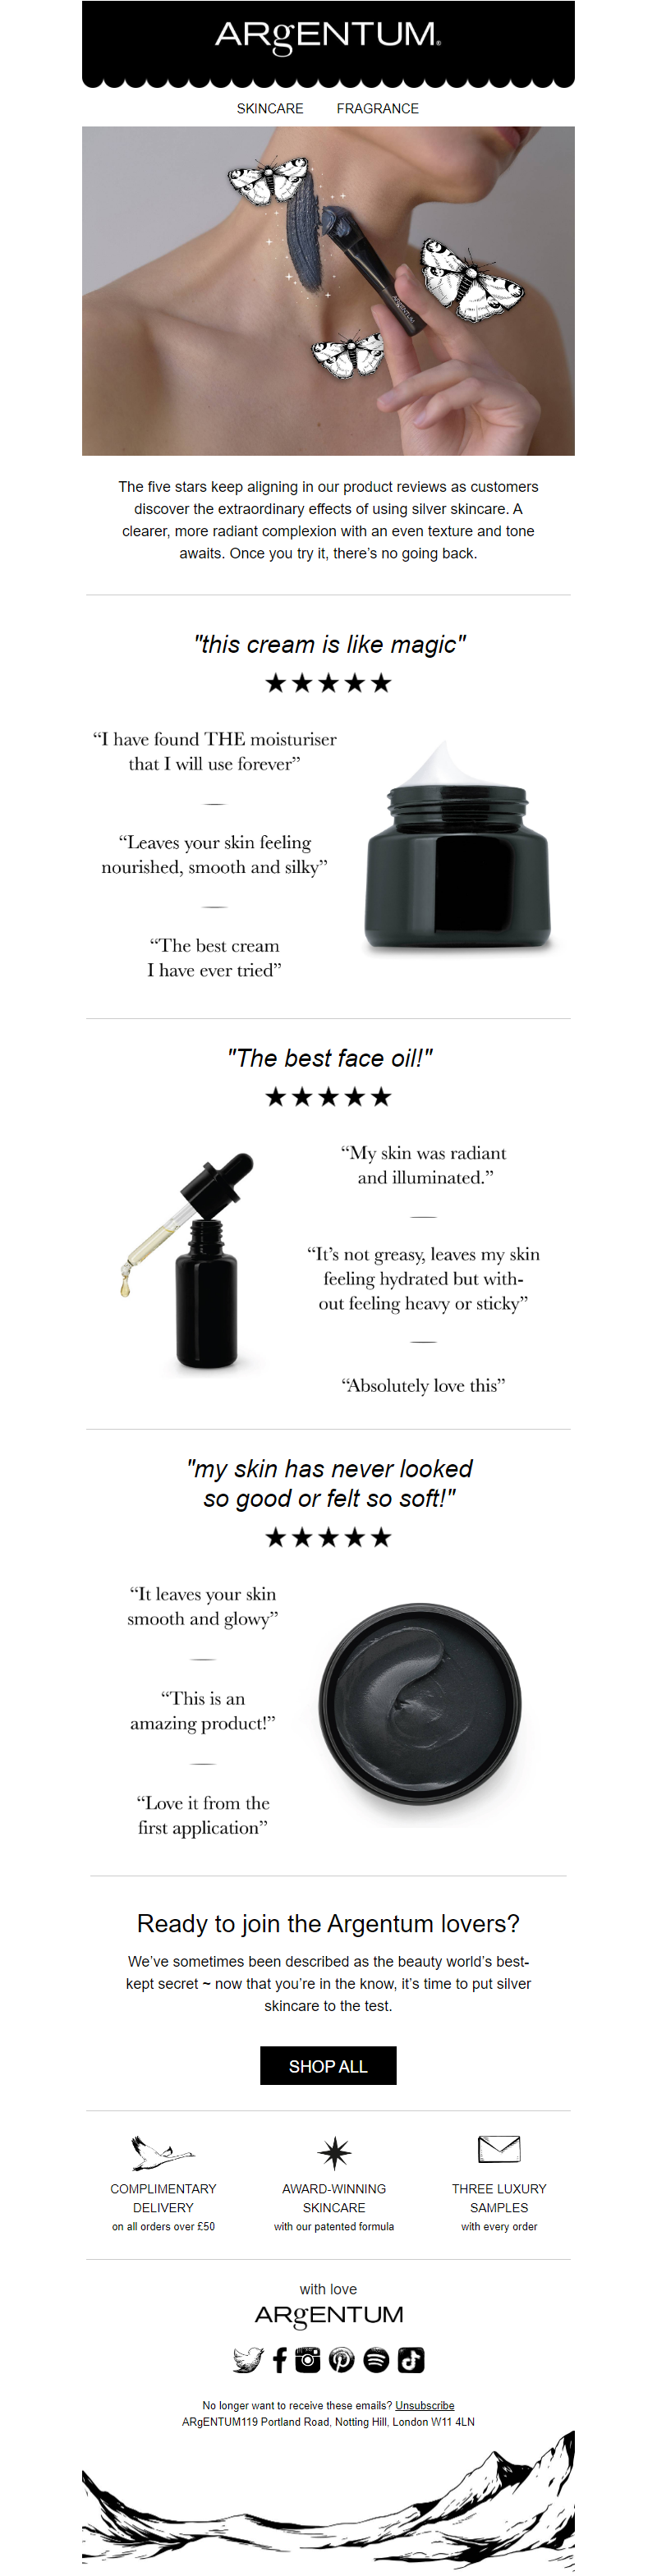 ARgENTUM®
SKINCARE FRAGRANCE
ARgENTUM
The five stars keep aligning in our product reviews as customers
discover the extraordinary effects of using silver skincare. A
clearer, more radiant complexion with an even texture and tone
awaits. Once you try it, there’s no going back.
"this cream is like magic"
★★★★★
“I have found THE moisturiser
that I will use forever”
“Leaves your skin feeling
nourished, smooth and silky”
“The best cream
I have ever tried”
"The best face oil!"
★★★★★
“My skin was radiant
and illuminated.”
“It’s not greasy, leaves my skin
feeling hydrated but with-
out feeling heavy or sticky”
“Absolutely love this”
"my skin has never looked
so good or felt so soft!"
★★★★★
“It leaves your skin
smooth and glowy”
“This is an
amazing product!”
“Love it from the
first application”
Ready to join the Argentum lovers?
We’ve sometimes been described as the beauty world’s best-
kept secret ~ now that you’re in the know, it’s time to put silver
skincare to the test.
SHOP ALL
COMPLIMENTARY
DELIVERY
on all orders over £50
AWARD-WINNING
SKINCARE
with our patented formula
THREE LUXURY
SAMPLES
with every order
with love
ARgENTUM
No longer want to receive these emails? Unsubscribe
ARgENTUM119 Portland Road, Notting Hill, London W11 4LN